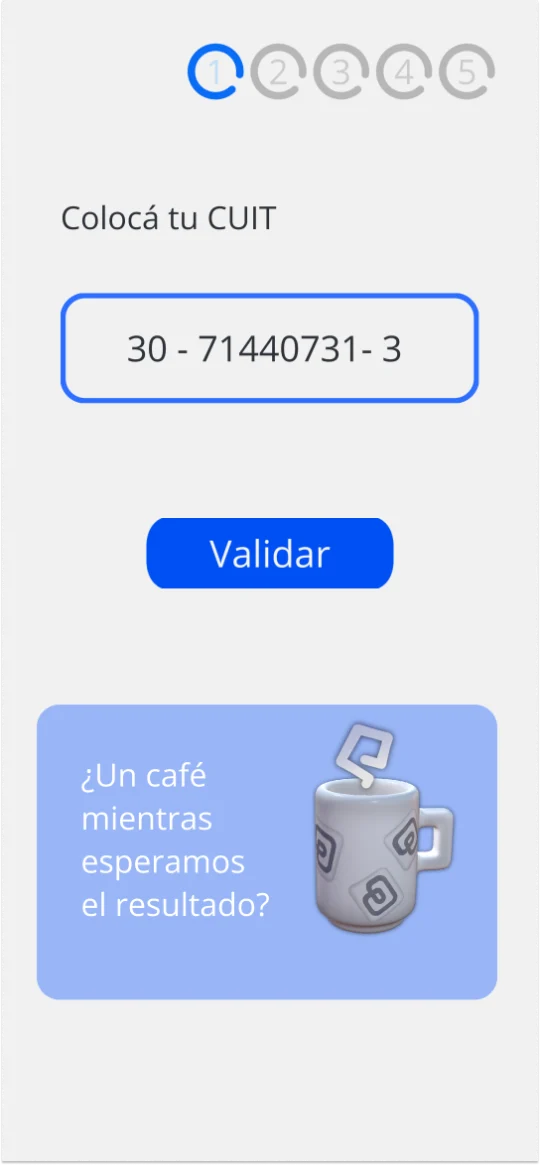 1 2 3 4 5
Colocá tu CUIT
30 - 71440731- 3
Validar
¿Un café
mientras
esperamos
el resultado?